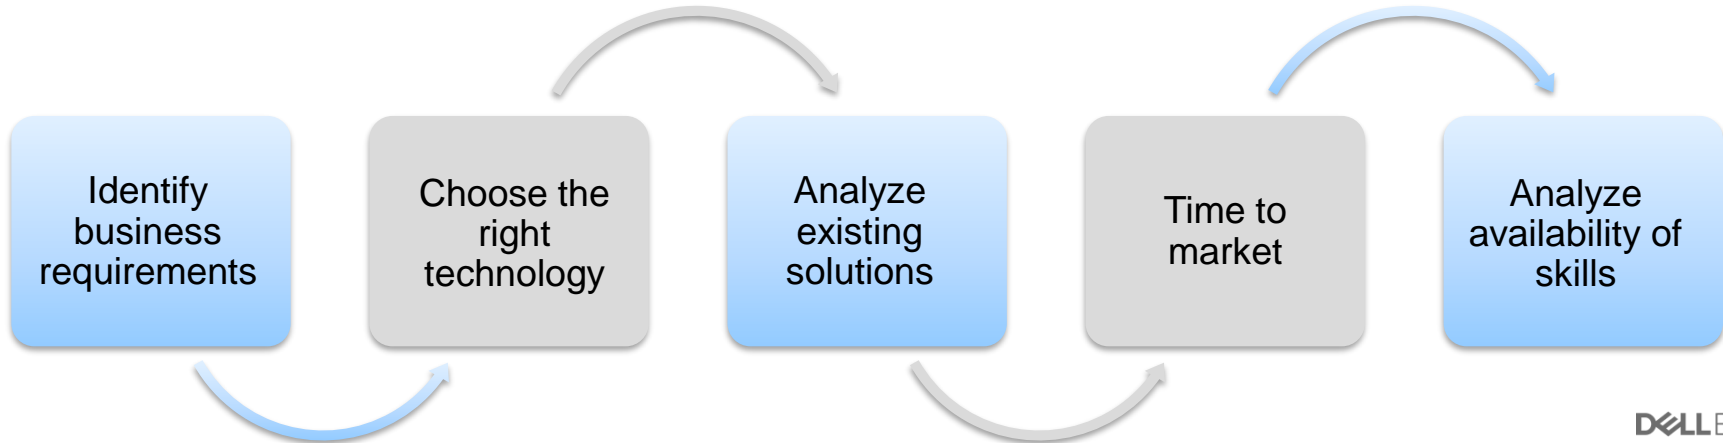 Identify
business
requirements
Choose the
right
technology
Analyze
existing
solutions
Time to
market
Analyze
availability of
skills
DELL E